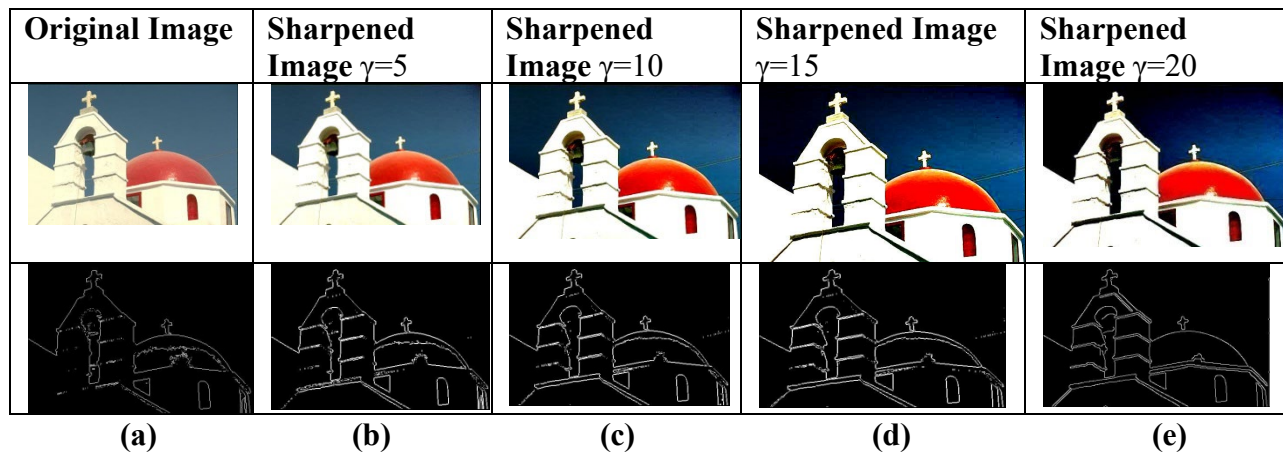 Original Image
Sharpened
Image γ=5
Sharpened
Image γ=10
Sharpened Image
γ=15
Sharpened
Image γ=20
(a)
(b)
(c)
(d)
(e)